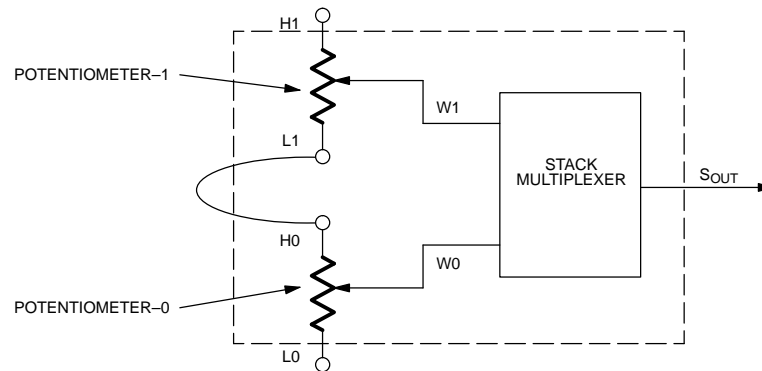 H1
POTENTIOMETER–1
W1
L1
STACK
MULTIPLEXER
SOUT
H0
W0
POTENTIOMETER–0
L0